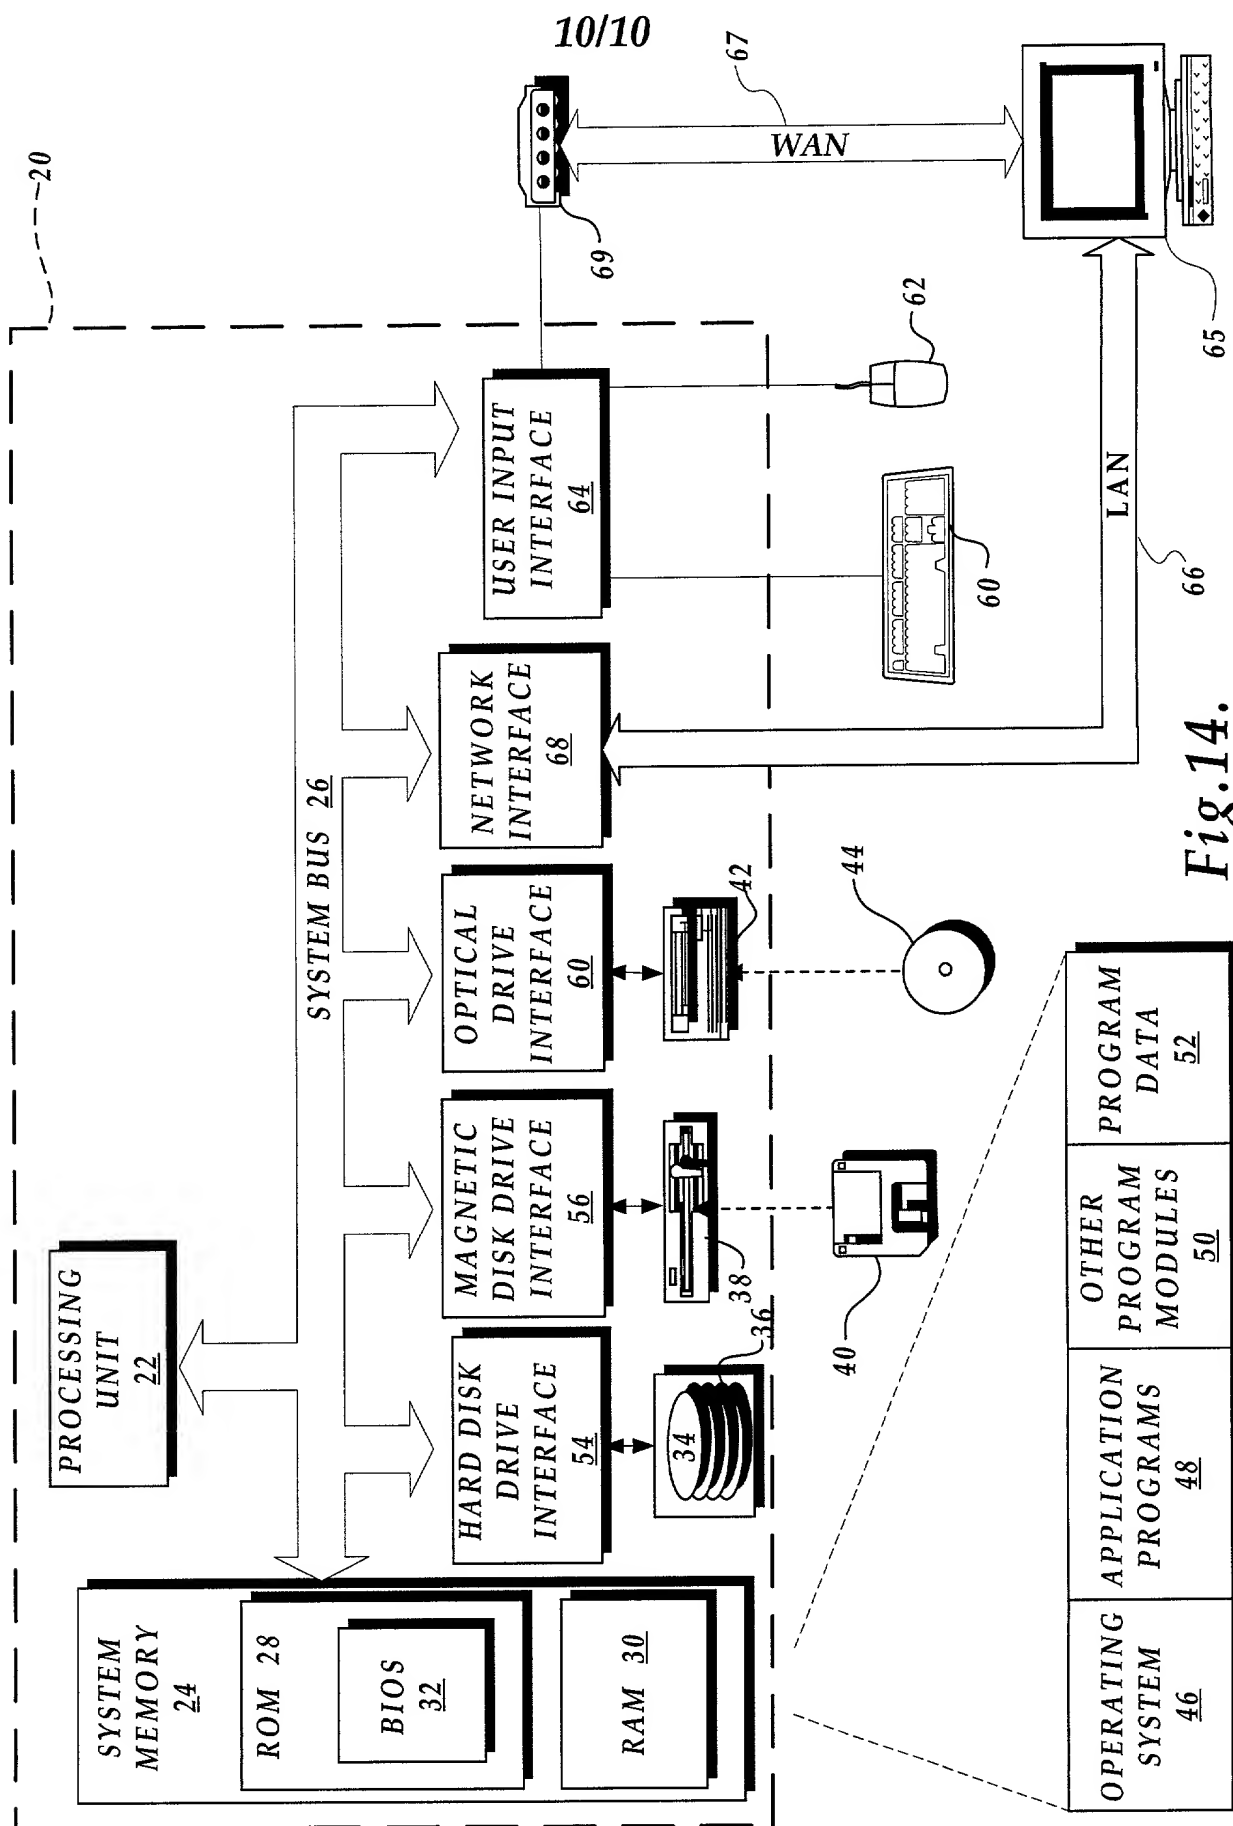 10/10
20
SYSTEM
MEMORY
24
ROM 28
BIOS
32
RAM 30
PROCESSING
UNIT
22
SYSTEM BUS 26
HARD DISK
DRIVE
INTERFACE
54
MAGNETIC
DISK DRIVE
INTERFACE
56
OPTICAL
DRIVE
INTERFACE
60
NETWORK
INTERFACE
68
USER INPUT
INTERFACE
64
34
36
38
42
40
44
60
62
69
WAN
67
LAN
66
65
OPERATING
SYSTEM
46
APPLICATION
PROGRAMS
48
OTHER
PROGRAM
MODULES
50
PROGRAM
DATA
52
Fig.14.